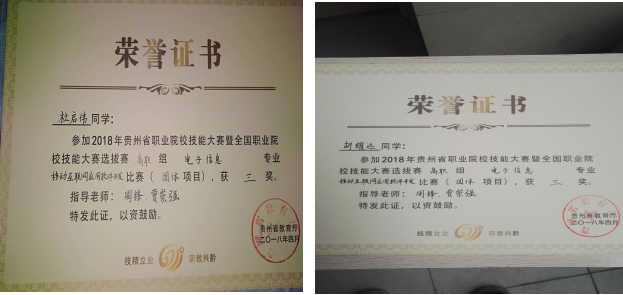 荣誉证书
杜启伟同学:
参加2018年贵州省职业院校技能大赛暨全国职业院
校技能大赛选拔赛 高职 组 电子信息 专业
移动互联网应用软件开发 比赛(团体项目),获 三 奖。
指导老师: 周锋 贾荣强
特发此证,以资鼓励。
贵州省教育厅
二〇一八年四月
技精立业 职教兴黔
荣誉证书
胡耀达 同学:
参加2018年贵州省职业院校技能大赛暨全国职业院
校技能大赛选拔赛 高职 组 电子信息 专业
移动互联网应用软件开发 比赛(团体 项目),获 三 奖。
指导老师: 周锋、贾荣强
特发此证,以资鼓励。
贵州省教育厅
二〇一八年四月
技精立业 职教兴黔